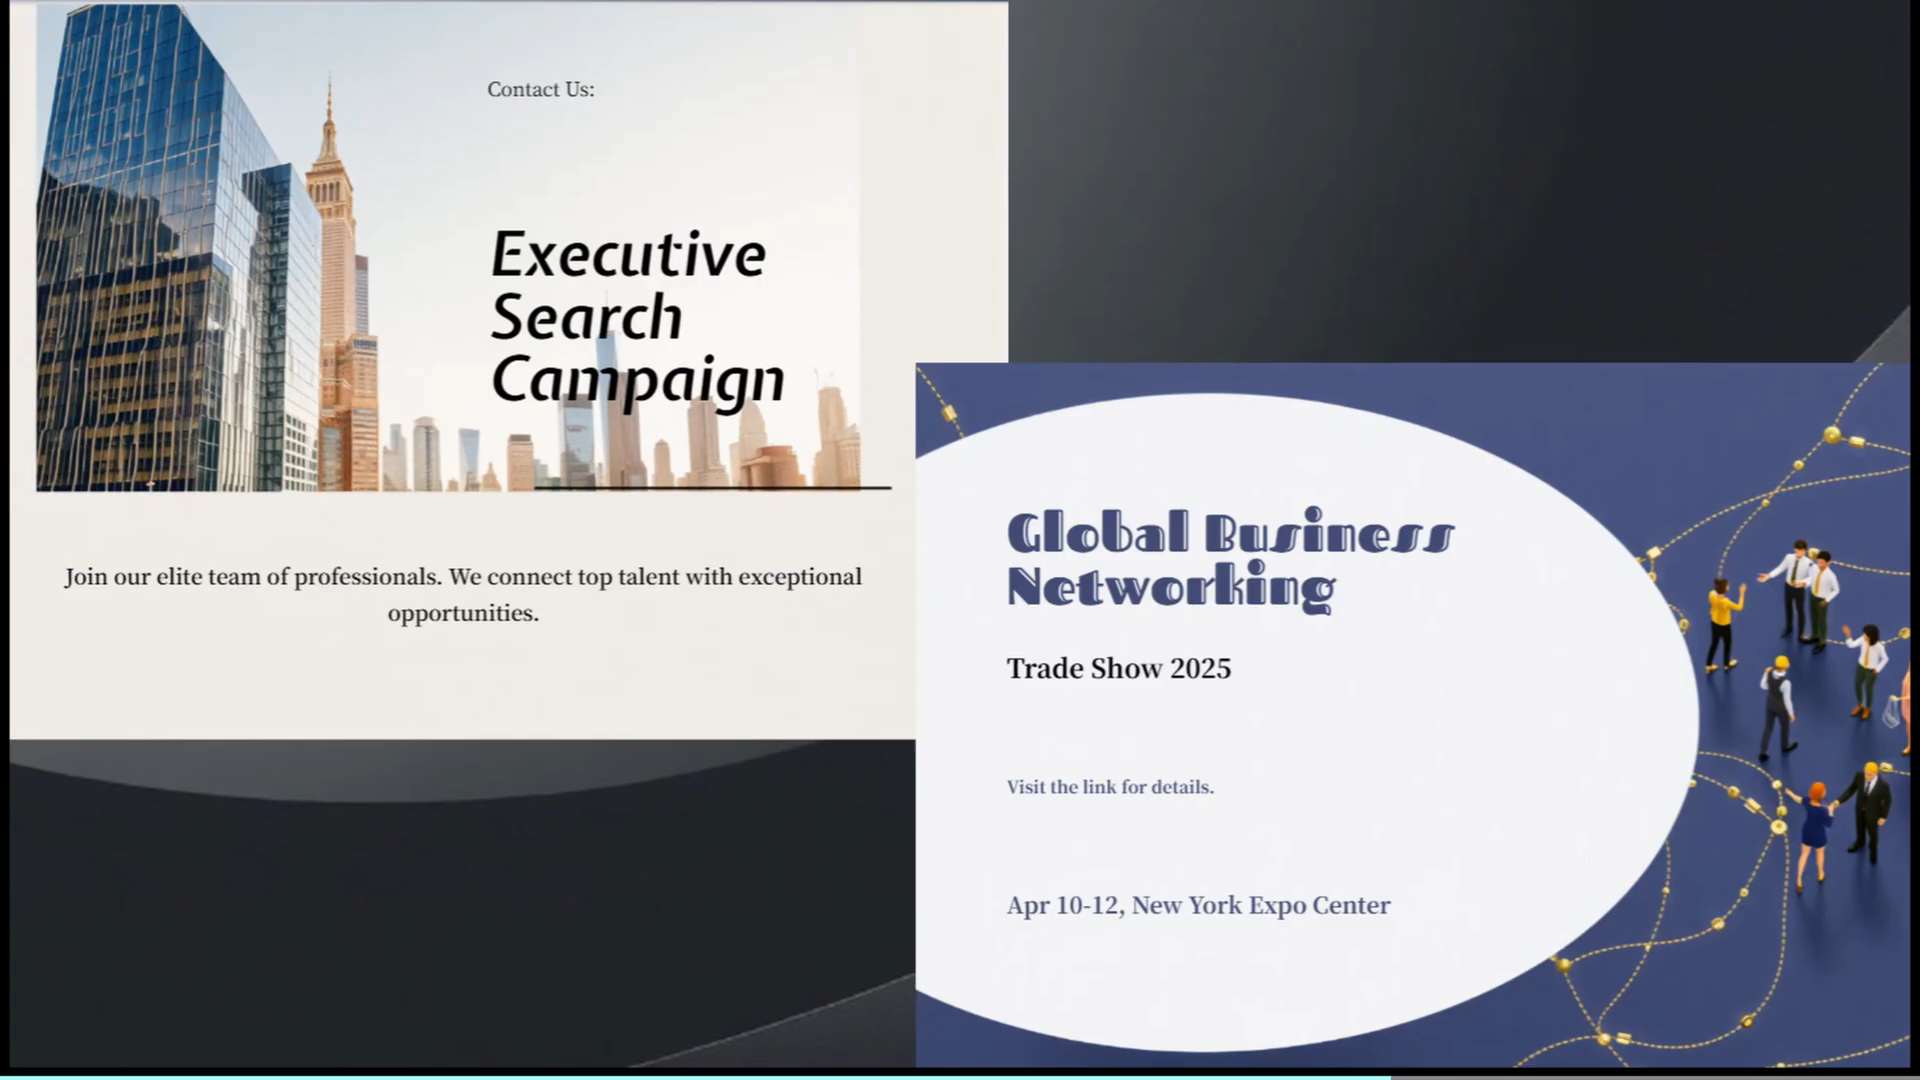 Contact Us:
Executive
Search
Campaign
Join our elite team of professionals. We connect top talent with exceptional
opportunities.
Global Business
Networking
Trade Show 2025
Visit the link for details.
Apr 10-12, New York Expo Center